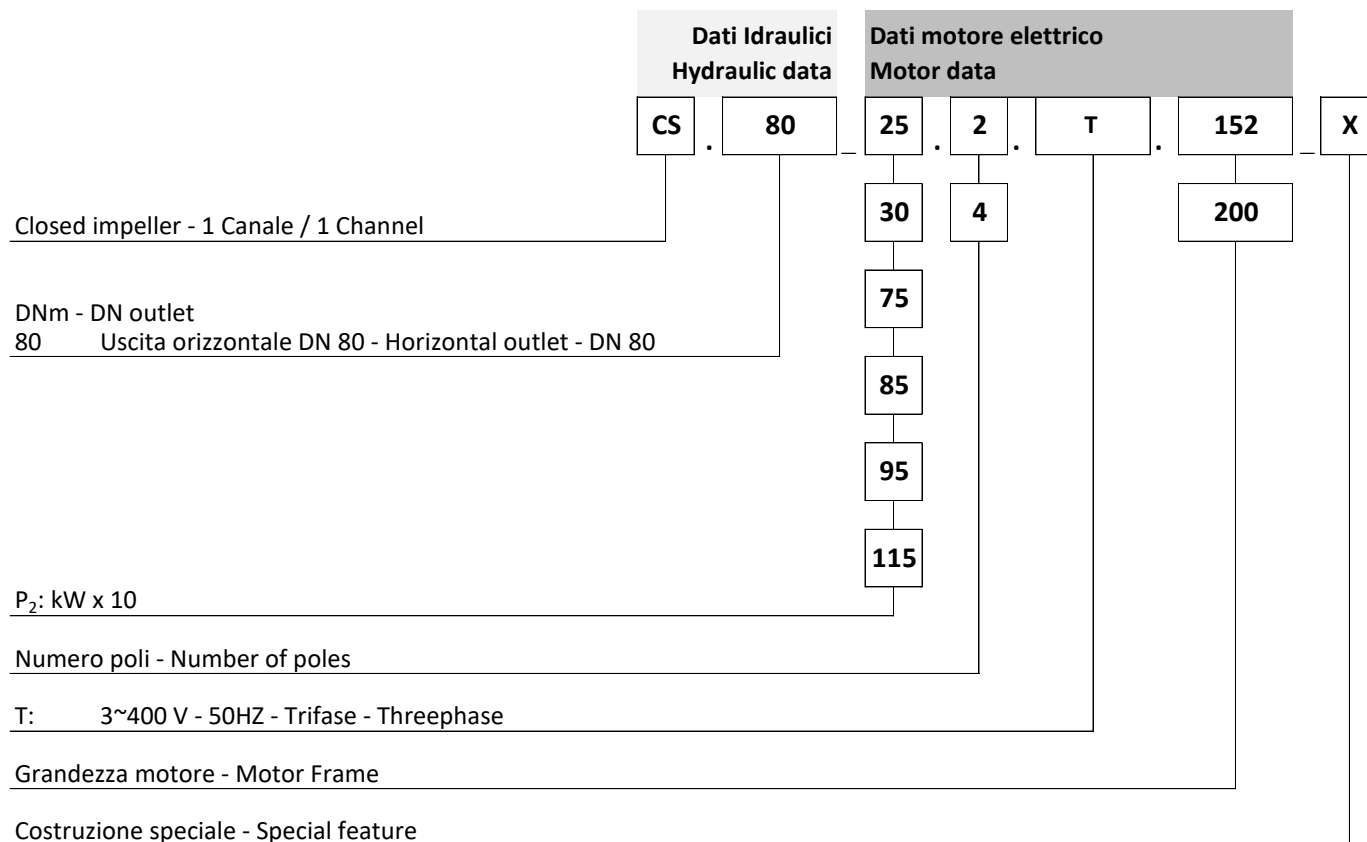 Dati Idraulici
Hydraulic data
Dati motore elettrico
Motor data
CS . 80 _ 25 . 2 . T . 152 _ X
30 4 200
Closed impeller - 1 Canale / 1 Channel
75
DNm - DN outlet
80 Uscita orizzontale DN 80 - Horizontal outlet - DN 80
85
95
115
P₂: kW x 10
Numero poli - Number of poles
T: 3~400 V - 50HZ - Trifase - Threephase
Grandezza motore - Motor Frame
Costruzione speciale - Special feature